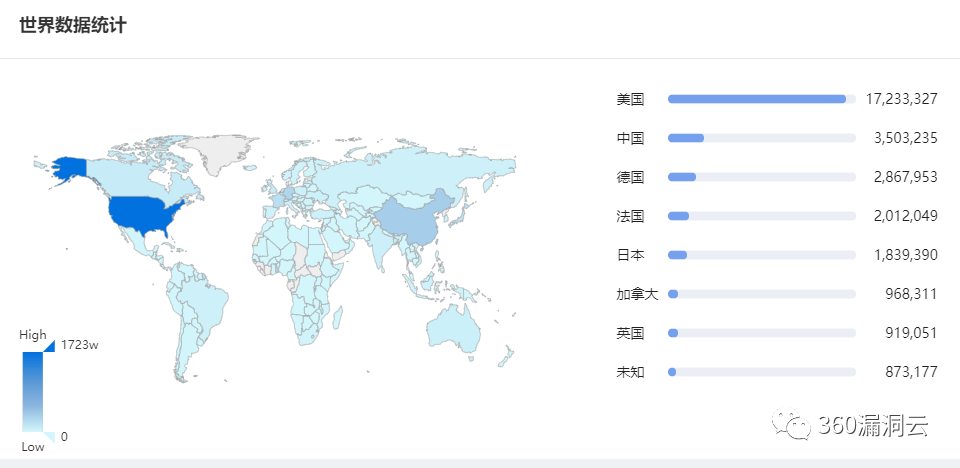 世界数据统计
美国 17,233,327
中国 3,503,235
德国 2,867,953
法国 2,012,049
日本 1,839,390
加拿大 968,311
英国 919,051
未知 873,177
High
1723w
0
Low
360漏洞云